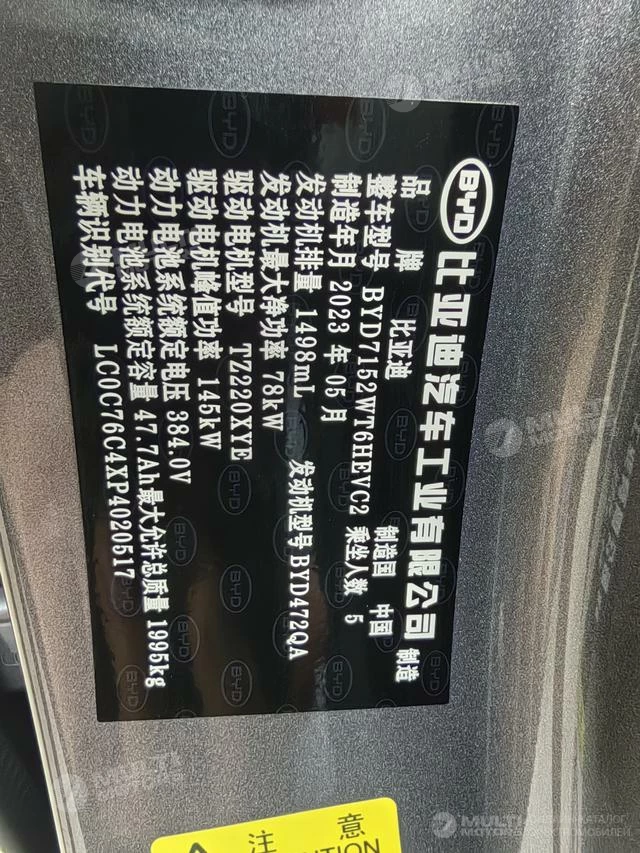 BYD 比亚迪汽车工业有限公司 制造
品牌 比亚迪 制造国 中国
整车型号 BYD7152WT6HEVC2 乘坐人数 5
制造年月 2023 年 05 月
发动机排量 1498mL 发动机型号 BYD472QA
发动机最大净功率 78kW
驱动电机型号 TZ220XYE
驱动电机峰值功率 145kW
动力电池系统额定电压 384.0V
动力电池系统额定容量 47.7Ah 最大允许总质量 1995kg
车辆识别代号 LC0C76C4XP4020517
注 意